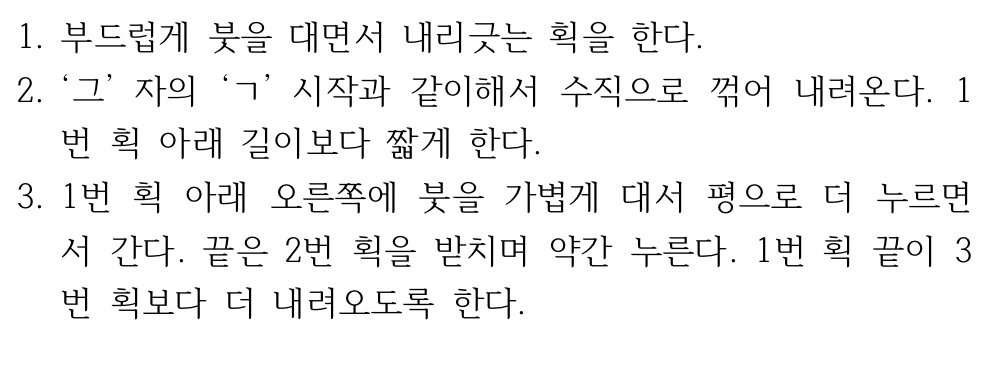 1. 부드럽게 붓을 대면서 내리긋는 획을 한다.
2. ‘그’ 자의 ‘ㄱ’ 시작과 같이해서 수직으로 꺾어 내려온다. 1
번 획 아래 길이보다 짧게 한다.
3. 1번 획 아래 오른쪽에 붓을 가볍게 대서 평으로 더 누르면
서 간다. 끝은 2번 획을 받치며 약간 누른다. 1번 획 끝이 3
번 획보다 더 내려오도록 한다.